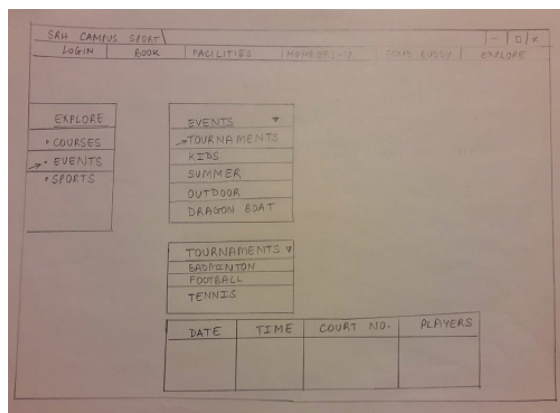 SRH CAMPUS SPORT
LOGIN BOOK FACILITIES MEMBERSHIP BUDDY EXPLORE
EXPLORE
• COURSES
• EVENTS
• SPORTS
EVENTS
TOURNAMENTS
KIDS
SUMMER
OUTDOOR
DRAGON BOAT
TOURNAMENTS
BADMINTON
FOOTBALL
TENNIS
DATE TIME COURT NO. PLAYERS